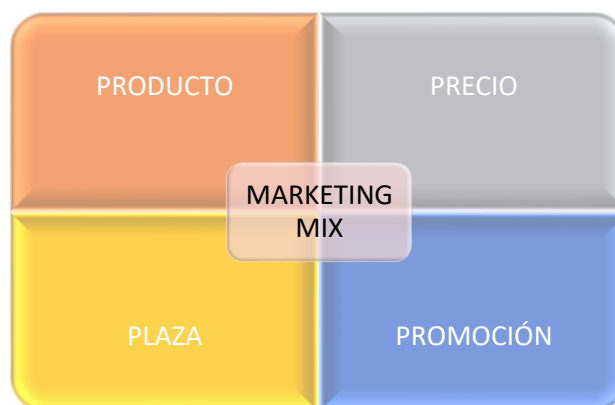 PRODUCTO
PRECIO
MARKETING
MIX
PLAZA
PROMOCIÓN